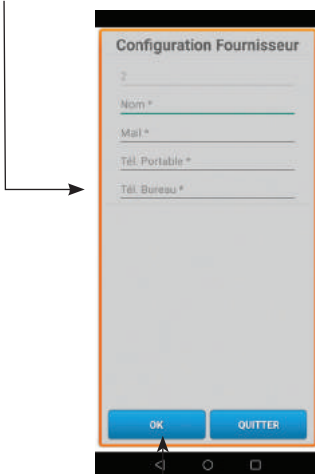 Configuration Fournisseur
2
Nom *
Mail *
Tél. Portable *
Tél. Bureau *
OK
QUITTER